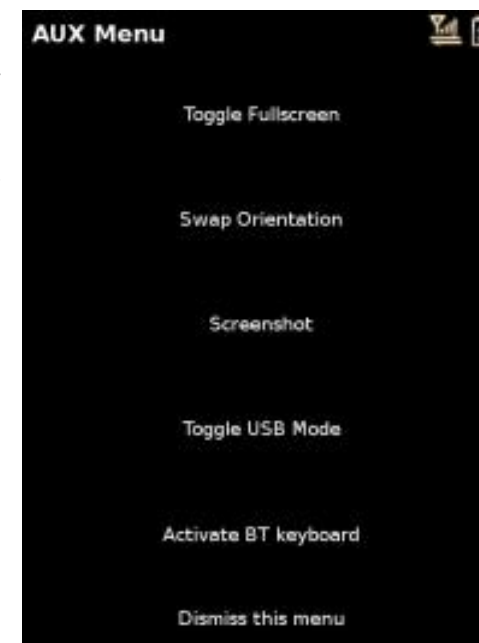 AUX Menu
Toggle Fullscreen
Swap Orientation
Screenshot
Toggle USB Mode
Activate BT keyboard
Dismiss this menu